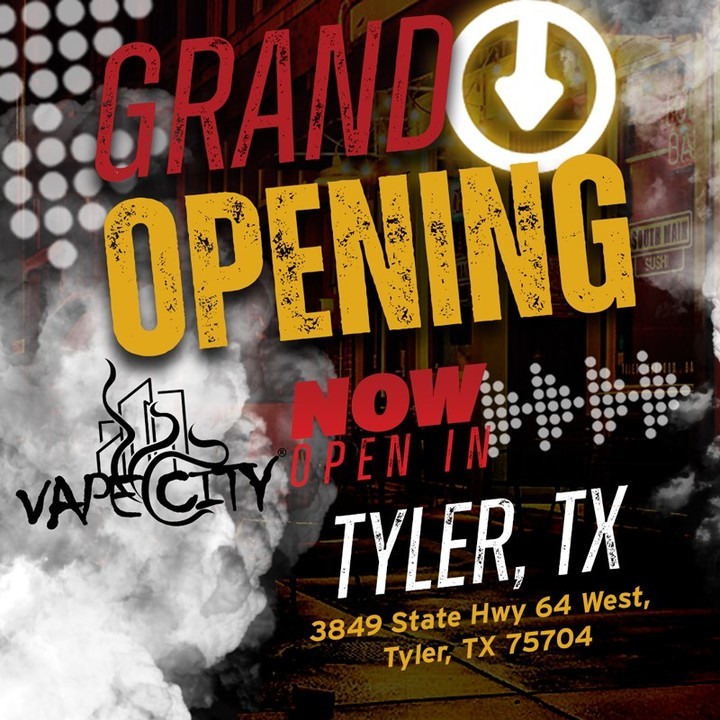 GRAND
OPENING
SOUTH MAIN
SUSHI
NOW
OPEN IN
VAPE CITY®
TYLER, TX
3849 State Hwy 64 West,
Tyler, TX 75704